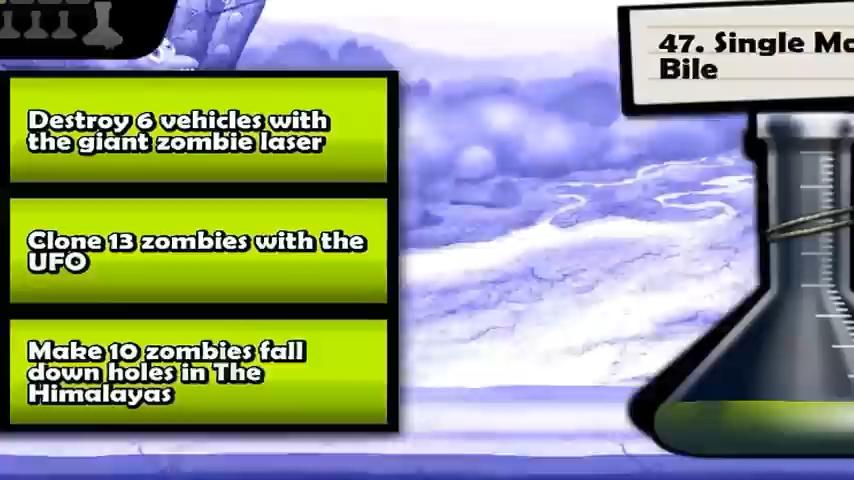 Destroy 6 vehicles with
the giant zombie laser
Clone 13 zombies with the
UFO
Make 10 zombies fall
down holes in The
Himalayas
47. Single
Bile